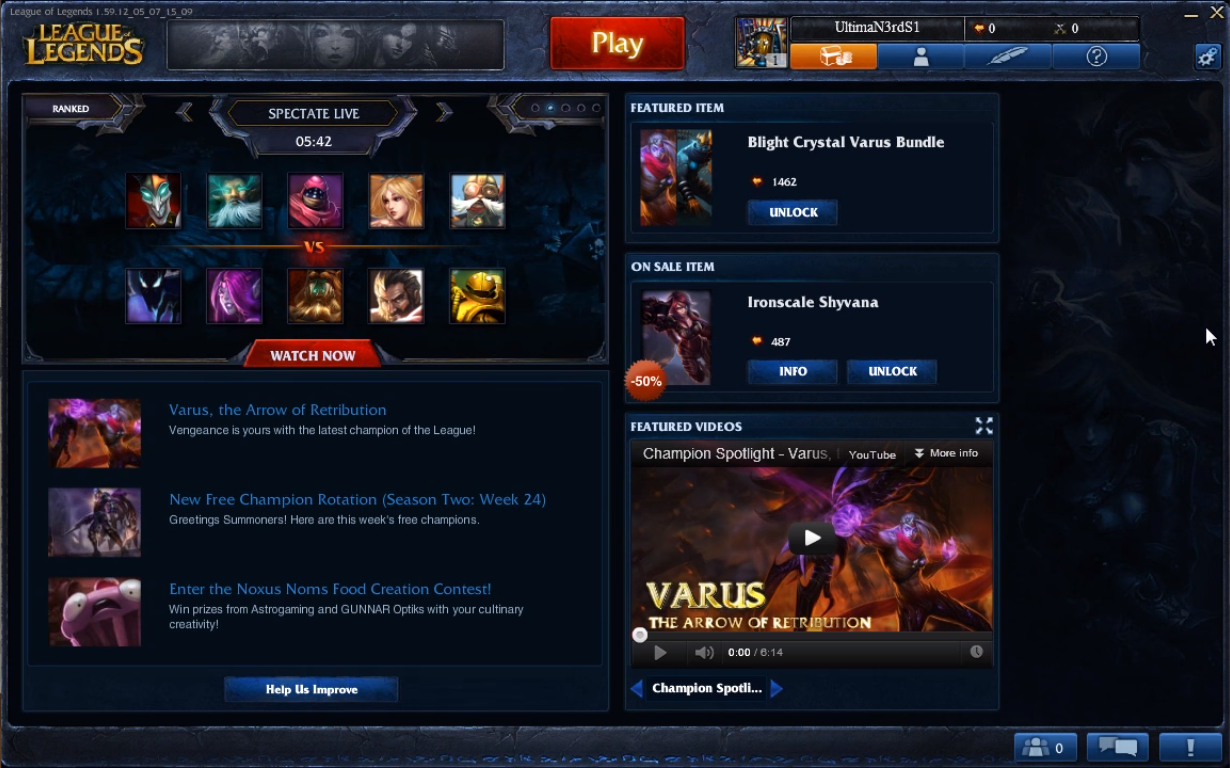 League of Legends 1.59.12_05_07_15_09
LEAGUE OF
LEGENDS
Play
UltimaN3rdS1
0
0
1
?
RANKED
SPECTATE LIVE
05:42
VS
WATCH NOW
FEATURED ITEM
Blight Crystal Varus Bundle
1462
UNLOCK
ON SALE ITEM
Ironscale Shyvana
487
-50%
INFO
UNLOCK
Varus, the Arrow of Retribution
Vengeance is yours with the latest champion of the League!
New Free Champion Rotation (Season Two: Week 24)
Greetings Summoners! Here are this week's free champions.
Enter the Noxus Noms Food Creation Contest!
Win prizes from Astrogaming and GUNNAR Optiks with your cultinary
creativity!
Help Us Improve
FEATURED VIDEOS
Champion Spotlight - Varus,
YouTube
More info
VARUS
THE ARROW OF RETRIBUTION
0:00 / 6:14
Champion Spotli...
0
!